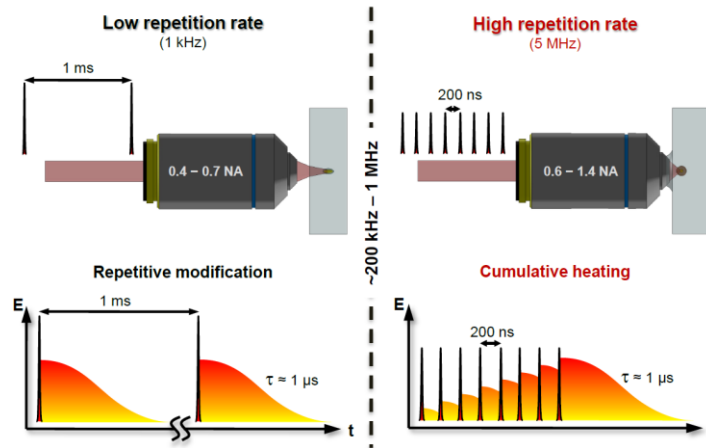 Low repetition rate
(1 kHz)
1 ms
0.4 – 0.7 NA
Repetitive modification
E
1 ms
τ ≈ 1 µs
t
~200 kHz – 1 MHz
High repetition rate
(5 MHz)
200 ns
0.6 – 1.4 NA
Cumulative heating
E
200 ns
τ ≈ 1 µs
t